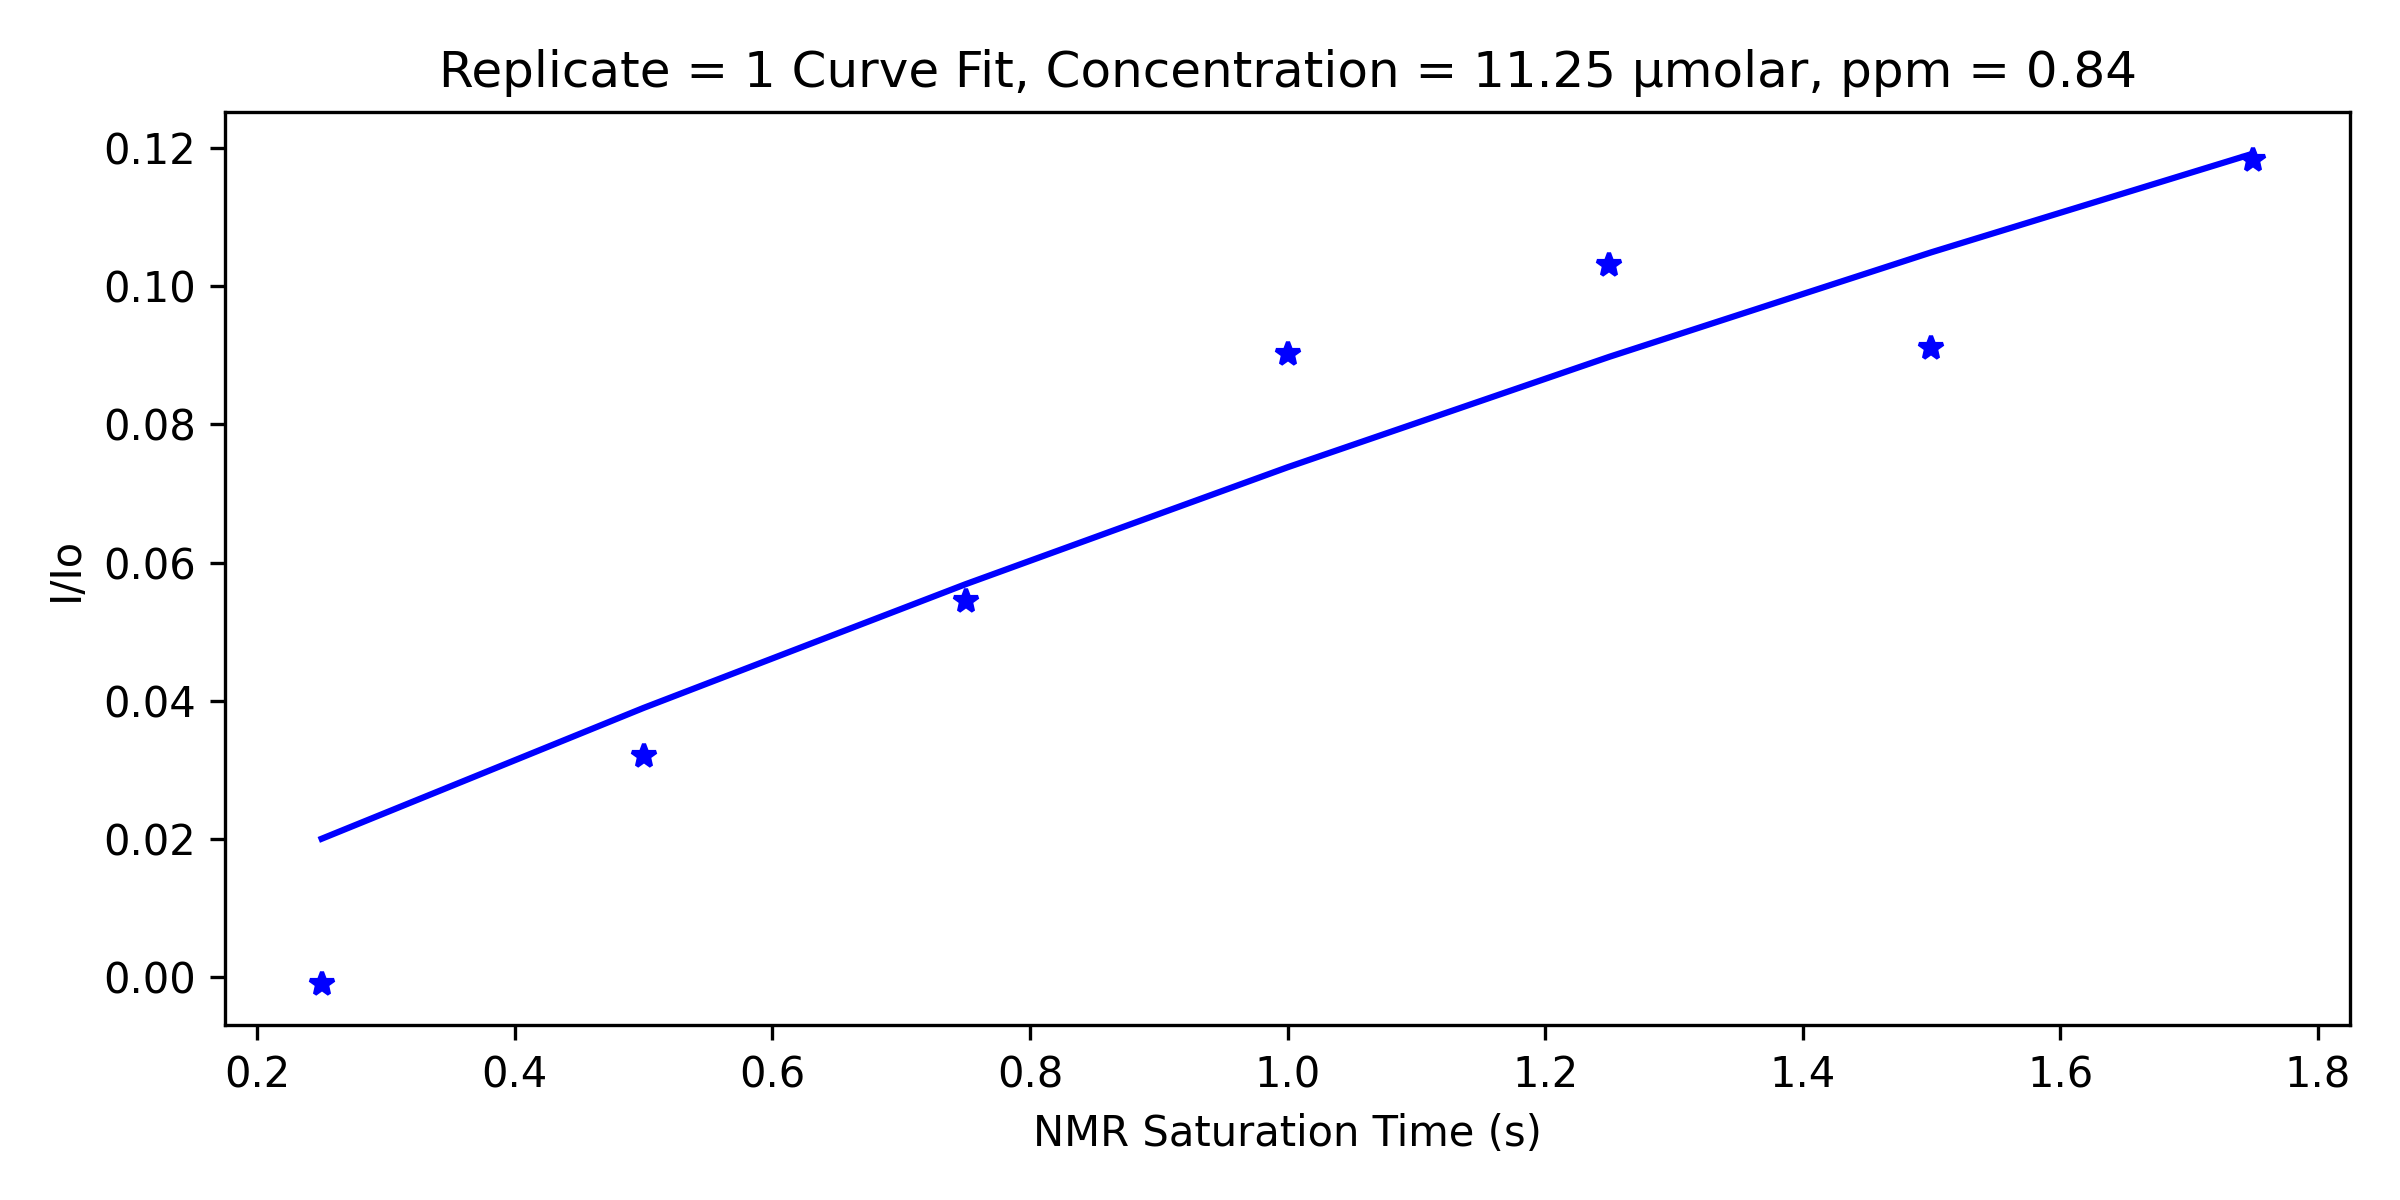 Replicate = 1 Curve Fit, Concentration = 11.25 µmolar, ppm = 0.84
0.12
0.10
0.08
0.06
0.04
0.02
0.00
I/Io
0.2 0.4 0.6 0.8 1.0 1.2 1.4 1.6 1.8
NMR Saturation Time (s)